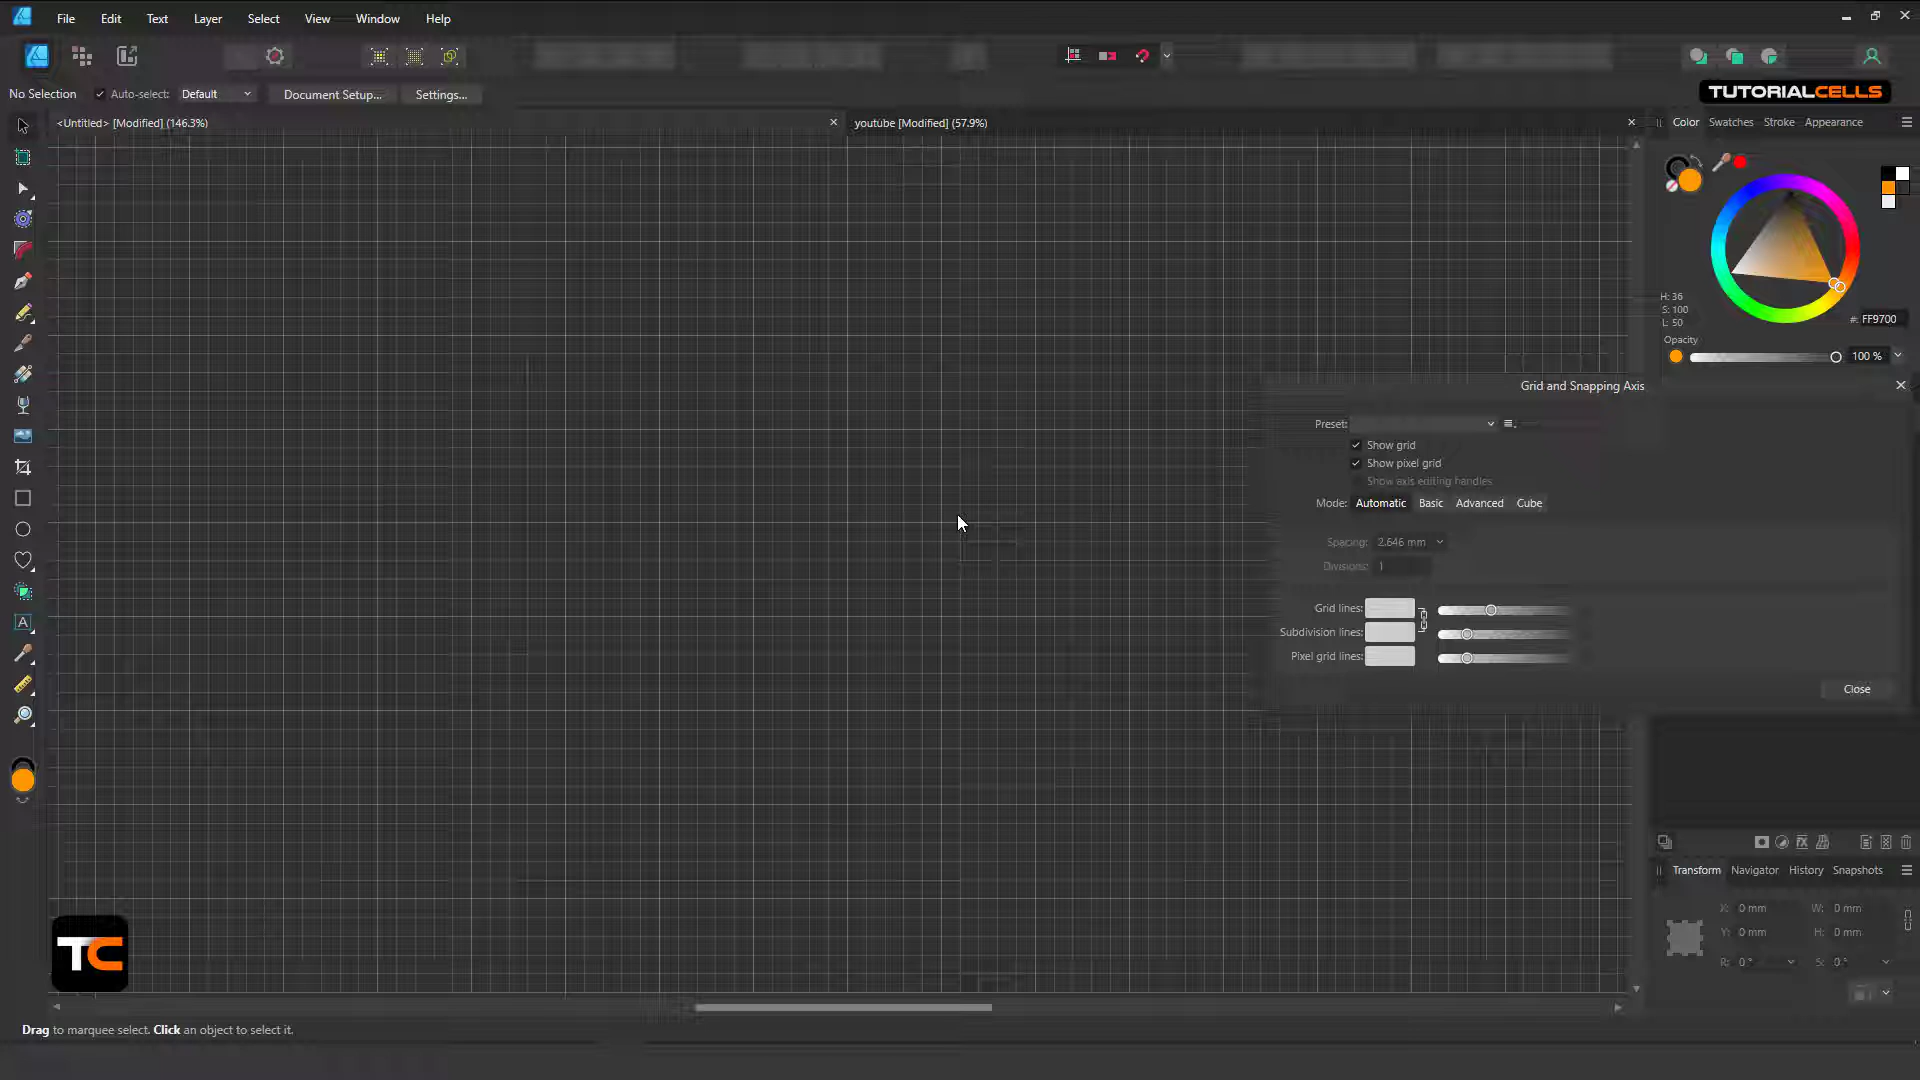 File Edit Text Layer Select View Window Help
No Selection Auto-select: Default Document Setup... Settings...
TUTORIALCELLS
<Untitled> [Modified] (146.3%) youtube [Modified] (57.9%)
Color Swatches Stroke Appearance
H: 36
S: 100
L: 50
#: FF9700
Opacity
100 %
Grid and Snapping Axis
Preset:
Show grid
Show pixel grid
Show axis editing handles
Mode: Automatic Basic Advanced Cube
Spacing: 2.646 mm
Divisions: 1
Grid lines:
Subdivision lines:
Pixel grid lines:
Close
Transform Navigator History Snapshots
X: 0 mm W: 0 mm
Y: 0 mm H: 0 mm
R: 0 ° S: 0 °
TC
Drag to marquee select. Click an object to select it.